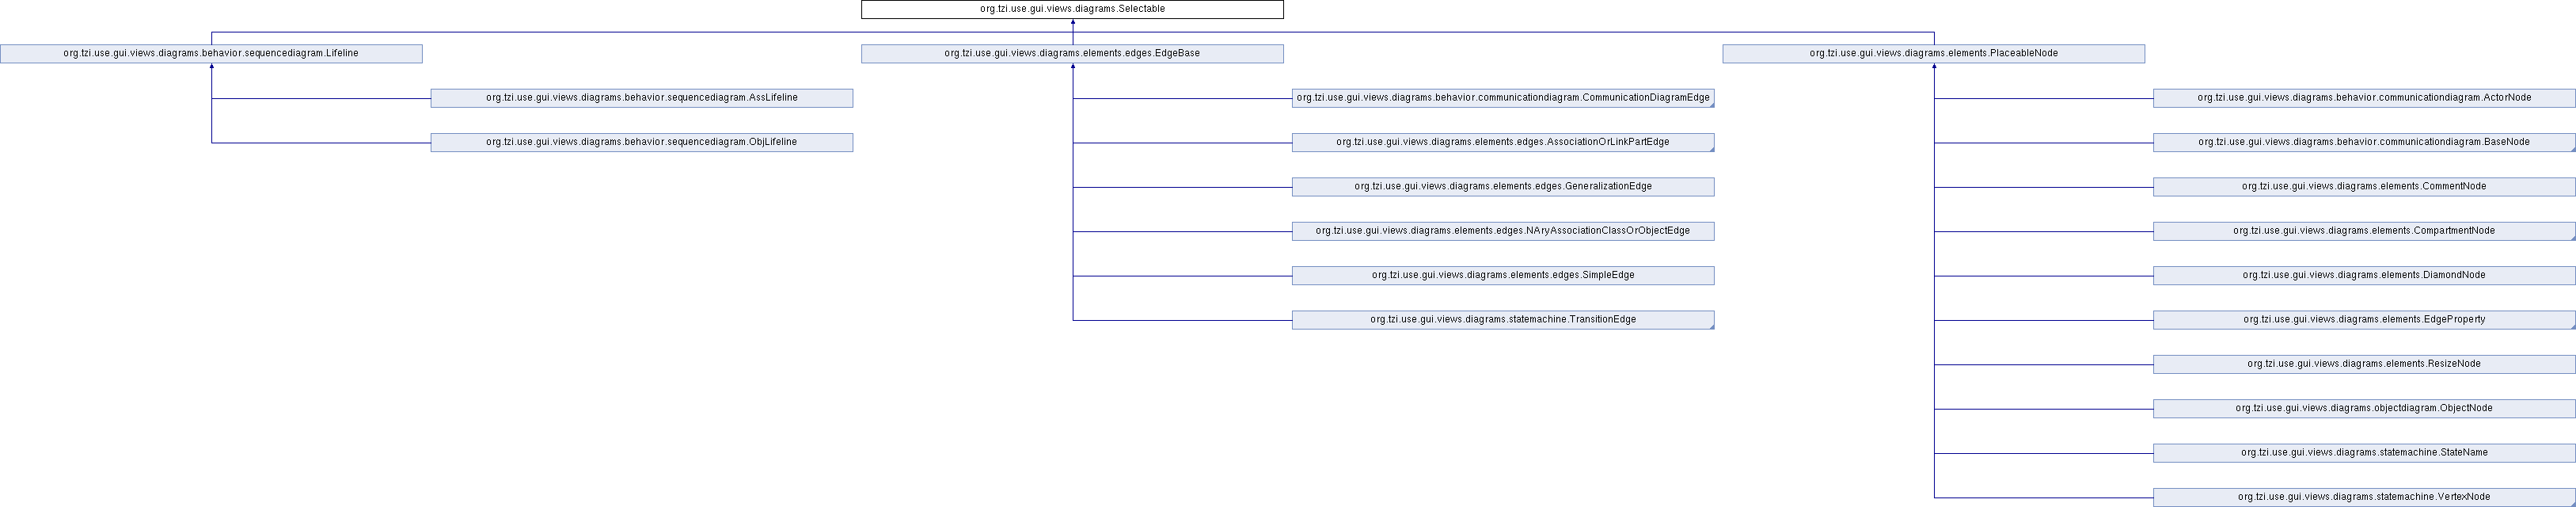 org.tzi.use.gui.views.diagrams.Selectable
org.tzi.use.gui.views.diagrams.behavior.sequencediagram.Lifeline
org.tzi.use.gui.views.diagrams.elements.edges.EdgeBase
org.tzi.use.gui.views.diagrams.elements.PlaceableNode
org.tzi.use.gui.views.diagrams.behavior.sequencediagram.AssLifeline
org.tzi.use.gui.views.diagrams.behavior.communicationdiagram.CommunicationDiagramEdge
org.tzi.use.gui.views.diagrams.behavior.communicationdiagram.ActorNode
org.tzi.use.gui.views.diagrams.behavior.sequencediagram.ObjLifeline
org.tzi.use.gui.views.diagrams.elements.edges.AssociationOrLinkPartEdge
org.tzi.use.gui.views.diagrams.behavior.communicationdiagram.BaseNode
org.tzi.use.gui.views.diagrams.elements.edges.GeneralizationEdge
org.tzi.use.gui.views.diagrams.elements.CommentNode
org.tzi.use.gui.views.diagrams.elements.edges.NAryAssociationClassOrObjectEdge
org.tzi.use.gui.views.diagrams.elements.CompartmentNode
org.tzi.use.gui.views.diagrams.elements.edges.SimpleEdge
org.tzi.use.gui.views.diagrams.elements.DiamondNode
org.tzi.use.gui.views.diagrams.statemachine.TransitionEdge
org.tzi.use.gui.views.diagrams.elements.EdgeProperty
org.tzi.use.gui.views.diagrams.elements.ResizeNode
org.tzi.use.gui.views.diagrams.objectdiagram.ObjectNode
org.tzi.use.gui.views.diagrams.statemachine.StateName
org.tzi.use.gui.views.diagrams.statemachine.VertexNode